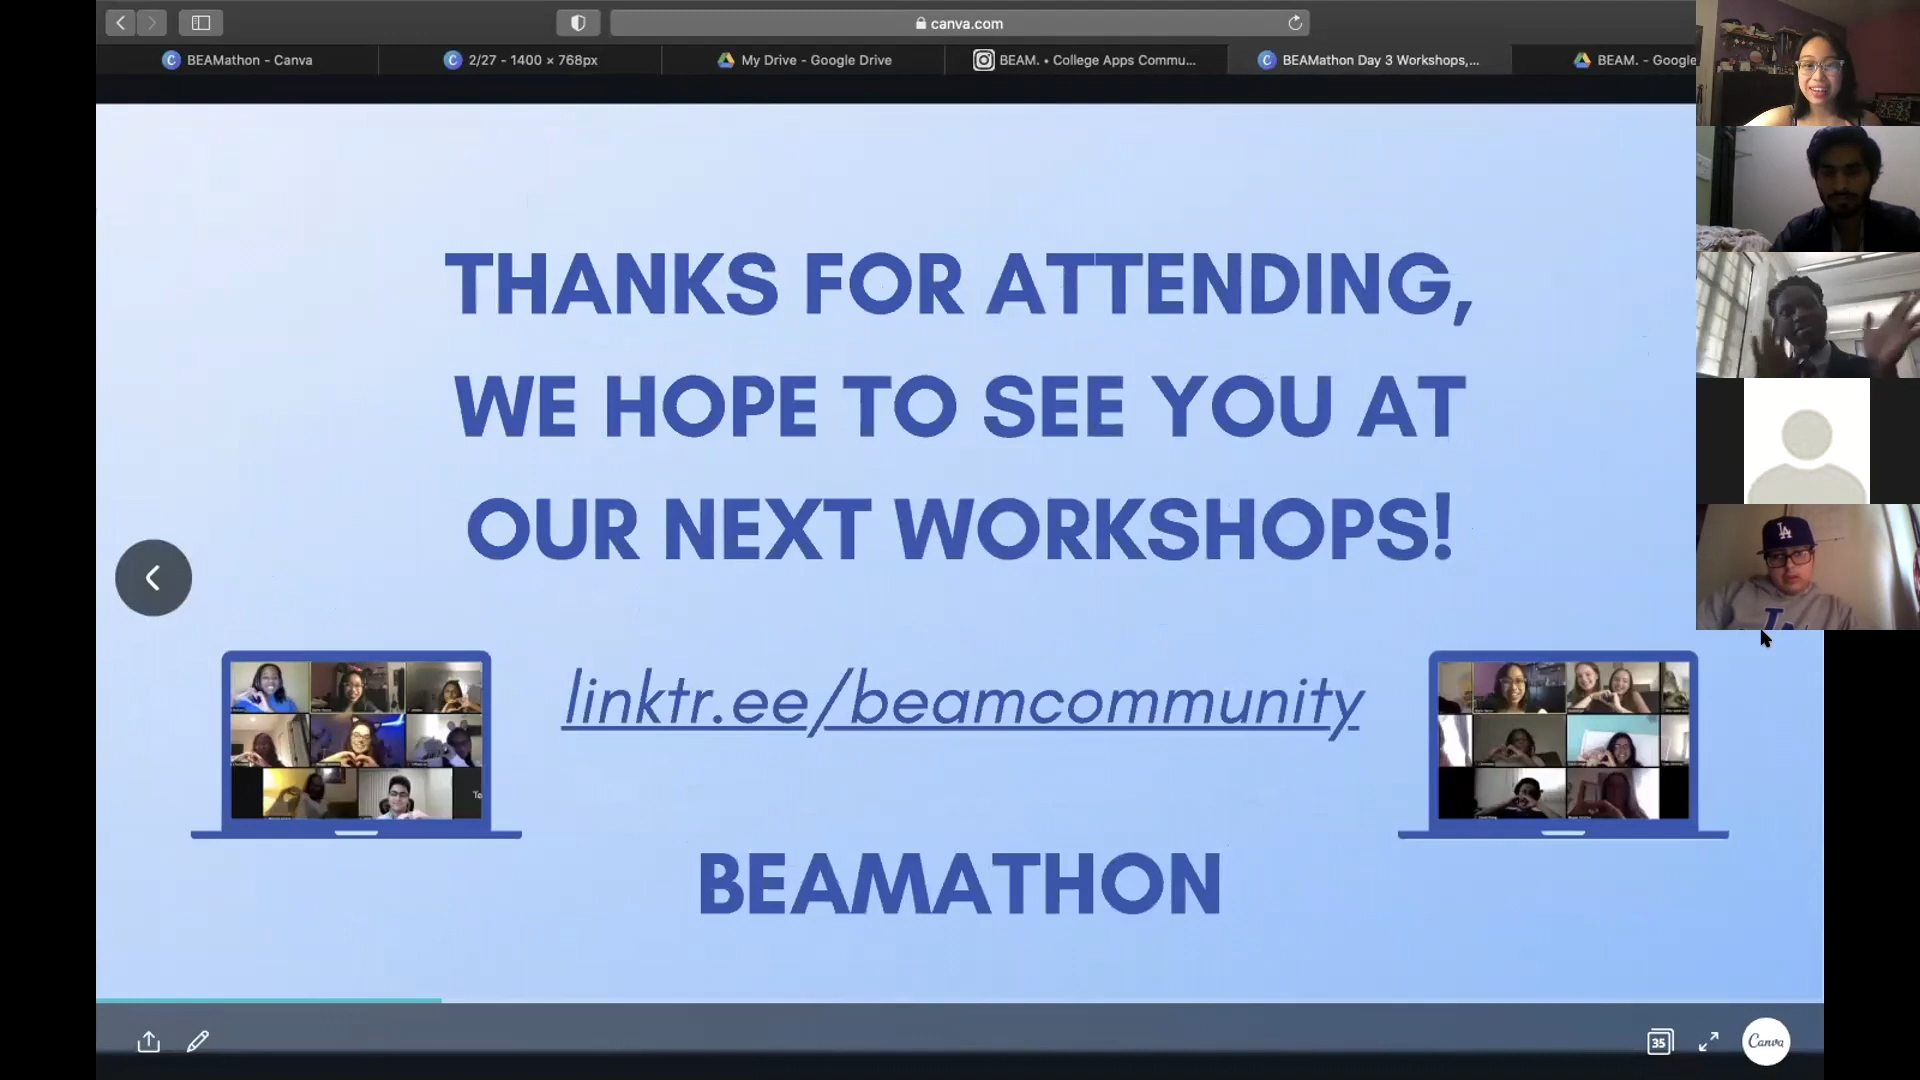 canva.com
BEAMathon - Canva
2/27 - 1400 × 768px
My Drive - Google Drive
BEAM. • College Apps Commu...
BEAMathon Day 3 Workshops,...
BEAM. - Google
THANKS FOR ATTENDING,
WE HOPE TO SEE YOU AT
OUR NEXT WORKSHOPS!
linktr.ee/beamcommunity
BEAMATHON
LA
LA
35
Canva